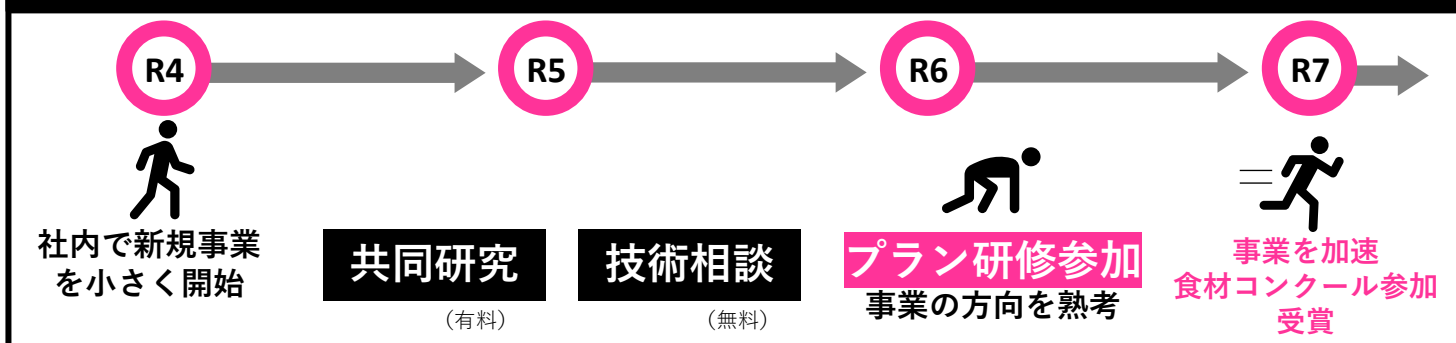 R4
R5
R6
R7
社内で新規事業
を小さく開始
共同研究
(有料)
技術相談
(無料)
プラン研修参加
事業の方向を熟考
事業を加速
食材コンクール参加
受賞